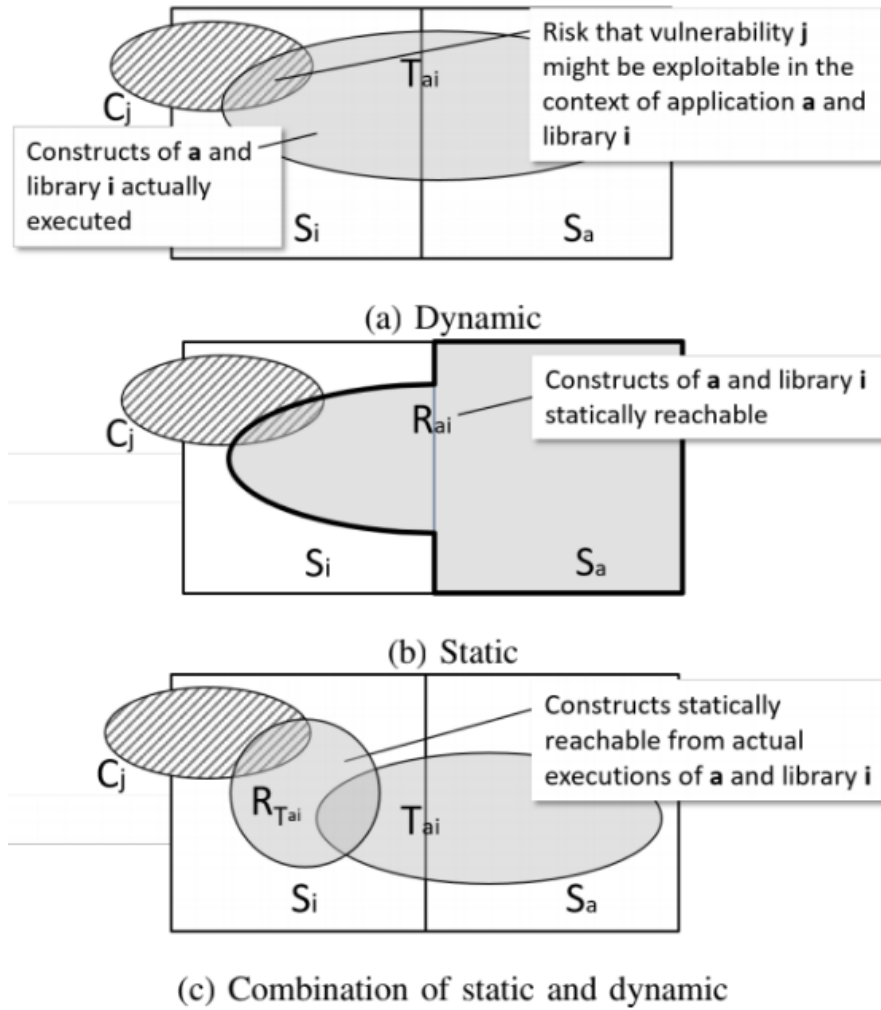 Risk that vulnerability j
might be exploitable in the
context of application a and
library i
Tai
Cj
Constructs of a and
library i actually
executed
Si
Sa
(a) Dynamic
Constructs of a and library i
statically reachable
Rai
Cj
Si
Sa
(b) Static
Constructs statically
reachable from actual
executions of a and library i
Cj
RTai
Tai
Si
Sa
(c) Combination of static and dynamic